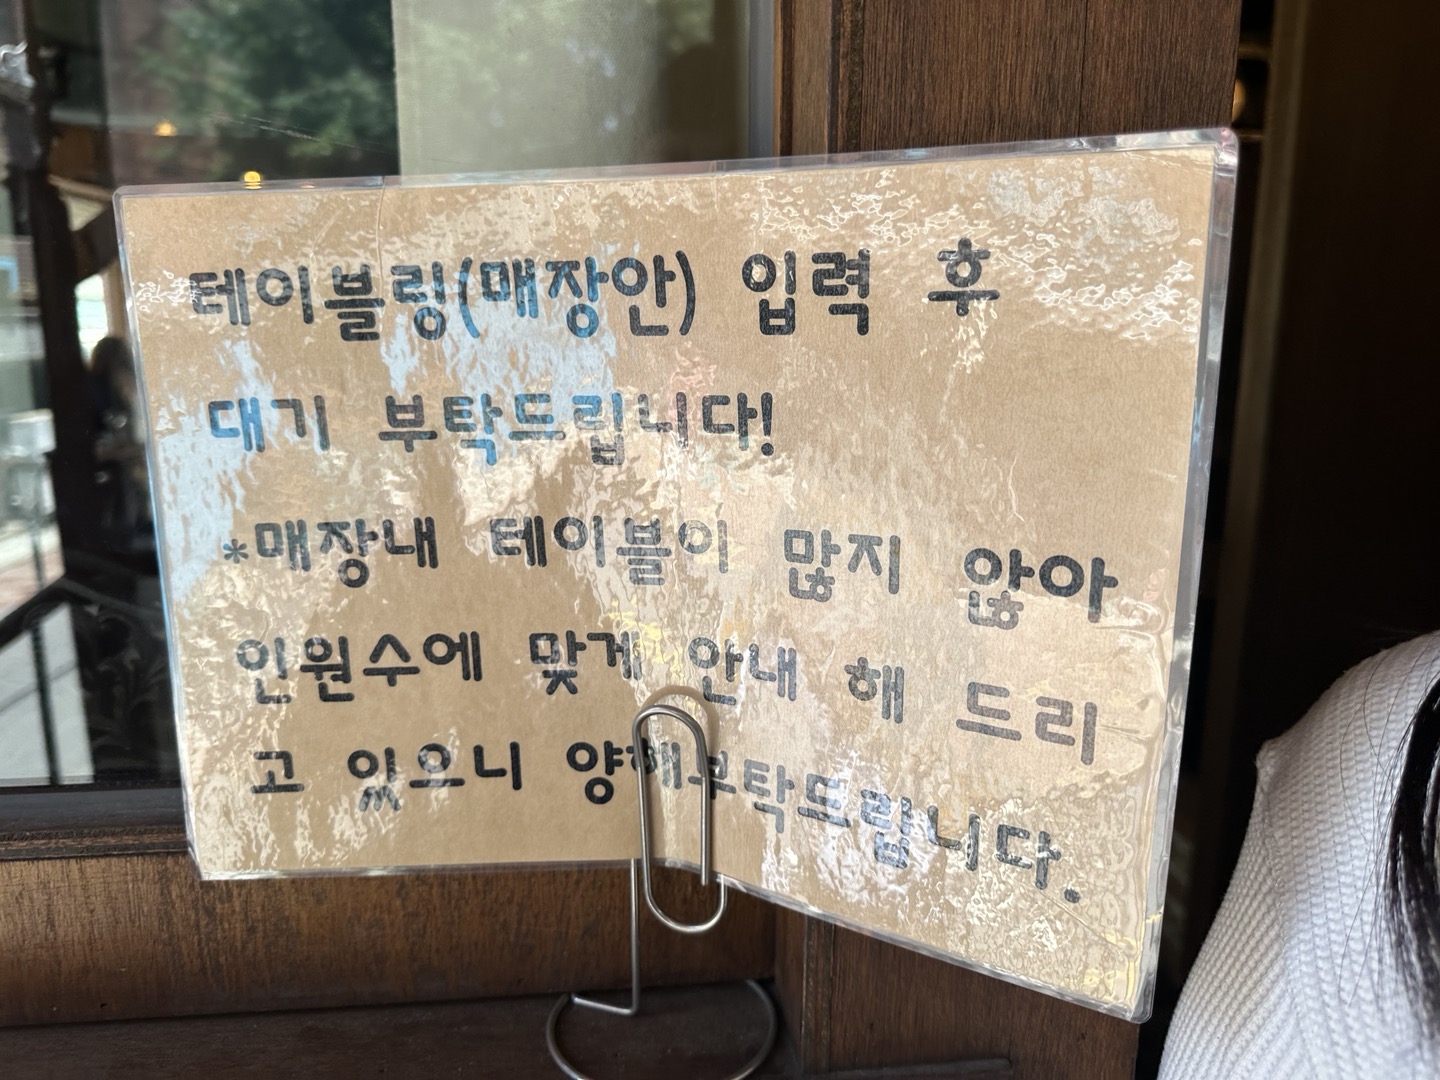 테이블링(매장안) 입력 후
대기 부탁드립니다!
*매장내 테이블이 많지 않아
인원수에 맞게 안내 해 드리
고 있으니 양해부탁드립니다.